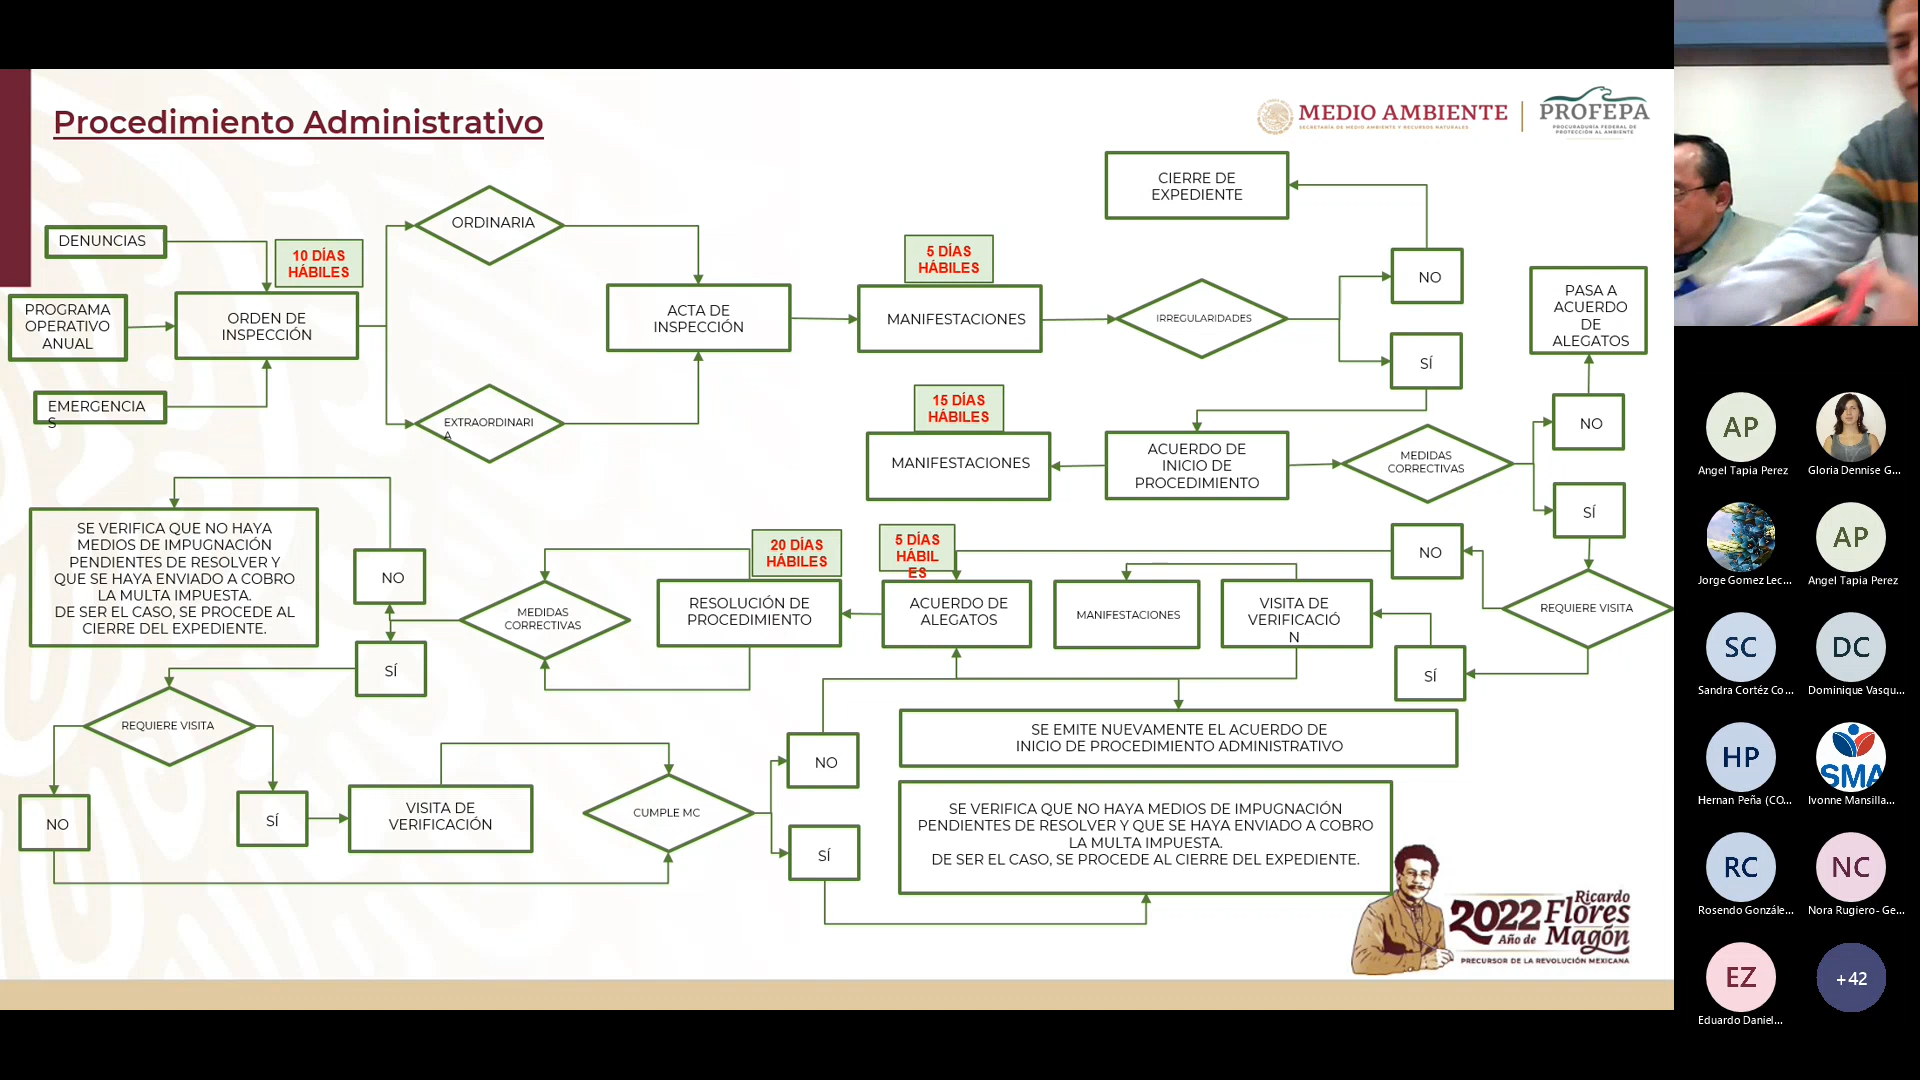 Procedimiento Administrativo
MEDIO AMBIENTE
SECRETARÍA DE MEDIO AMBIENTE Y RECURSOS NATURALES
PROFEPA
PROCURADURÍA FEDERAL DE
PROTECCIÓN AL AMBIENTE
CIERRE DE
EXPEDIENTE
DENUNCIAS
10 DÍAS
HÁBILES
ORDINARIA
5 DÍAS
HÁBILES
NO
PROGRAMA
OPERATIVO
ANUAL
ORDEN DE
INSPECCIÓN
ACTA DE
INSPECCIÓN
MANIFESTACIONES
IRREGULARIDADES
PASA A
ACUERDO
DE
ALEGATOS
SÍ
EMERGENCIA
S
EXTRAORDINARI
A
15 DÍAS
HÁBILES
MANIFESTACIONES
ACUERDO DE
INICIO DE
PROCEDIMIENTO
MEDIDAS
CORRECTIVAS
NO
SÍ
SE VERIFICA QUE NO HAYA
MEDIOS DE IMPUGNACIÓN
PENDIENTES DE RESOLVER Y
QUE SE HAYA ENVIADO A COBRO
LA MULTA IMPUESTA.
DE SER EL CASO, SE PROCEDE AL
CIERRE DEL EXPEDIENTE.
NO
SÍ
MEDIDAS
CORRECTIVAS
20 DÍAS
HÁBILES
RESOLUCIÓN DE
PROCEDIMIENTO
5 DÍAS
HÁBIL
ES
ACUERDO DE
ALEGATOS
MANIFESTACIONES
VISITA DE
VERIFICACIÓ
N
NO
SÍ
REQUIERE VISITA
REQUIERE VISITA
NO
SÍ
VISITA DE
VERIFICACIÓN
CUMPLE MC
NO
SÍ
SE EMITE NUEVAMENTE EL ACUERDO DE
INICIO DE PROCEDIMIENTO ADMINISTRATIVO
SE VERIFICA QUE NO HAYA MEDIOS DE IMPUGNACIÓN
PENDIENTES DE RESOLVER Y QUE SE HAYA ENVIADO A COBRO
LA MULTA IMPUESTA.
DE SER EL CASO, SE PROCEDE AL CIERRE DEL EXPEDIENTE.
2022 Ricardo
Año de Flores
Magón
PRECURSOR DE LA REVOLUCIÓN MEXICANA
AP
Angel Tapia Perez
Gloria Dennise G...
Jorge Gomez Lec...
AP
Angel Tapia Perez
SC
Sandra Cortéz Co...
DC
Dominique Vasqu...
HP
Hernan Peña (CO...
SMA
Ivonne Mansilla...
RC
Rosendo Gonzále...
NC
Nora Rugiero- Ge...
EZ
Eduardo Daniel...
+42